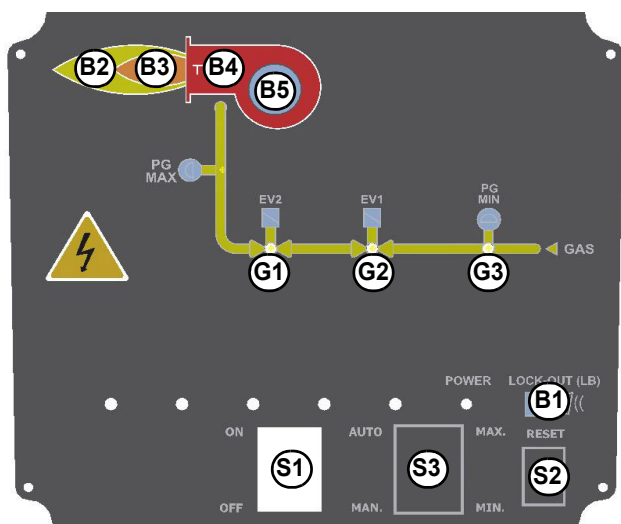 B2 B3 T B4
B5
PG
MAX
EV2 EV1 PG
MIN
GAS
G1 G2 G3
POWER LOCK-OUT (LB)
B1
ON AUTO MAX. RESET
S1 S3 S2
OFF MAN. MIN.